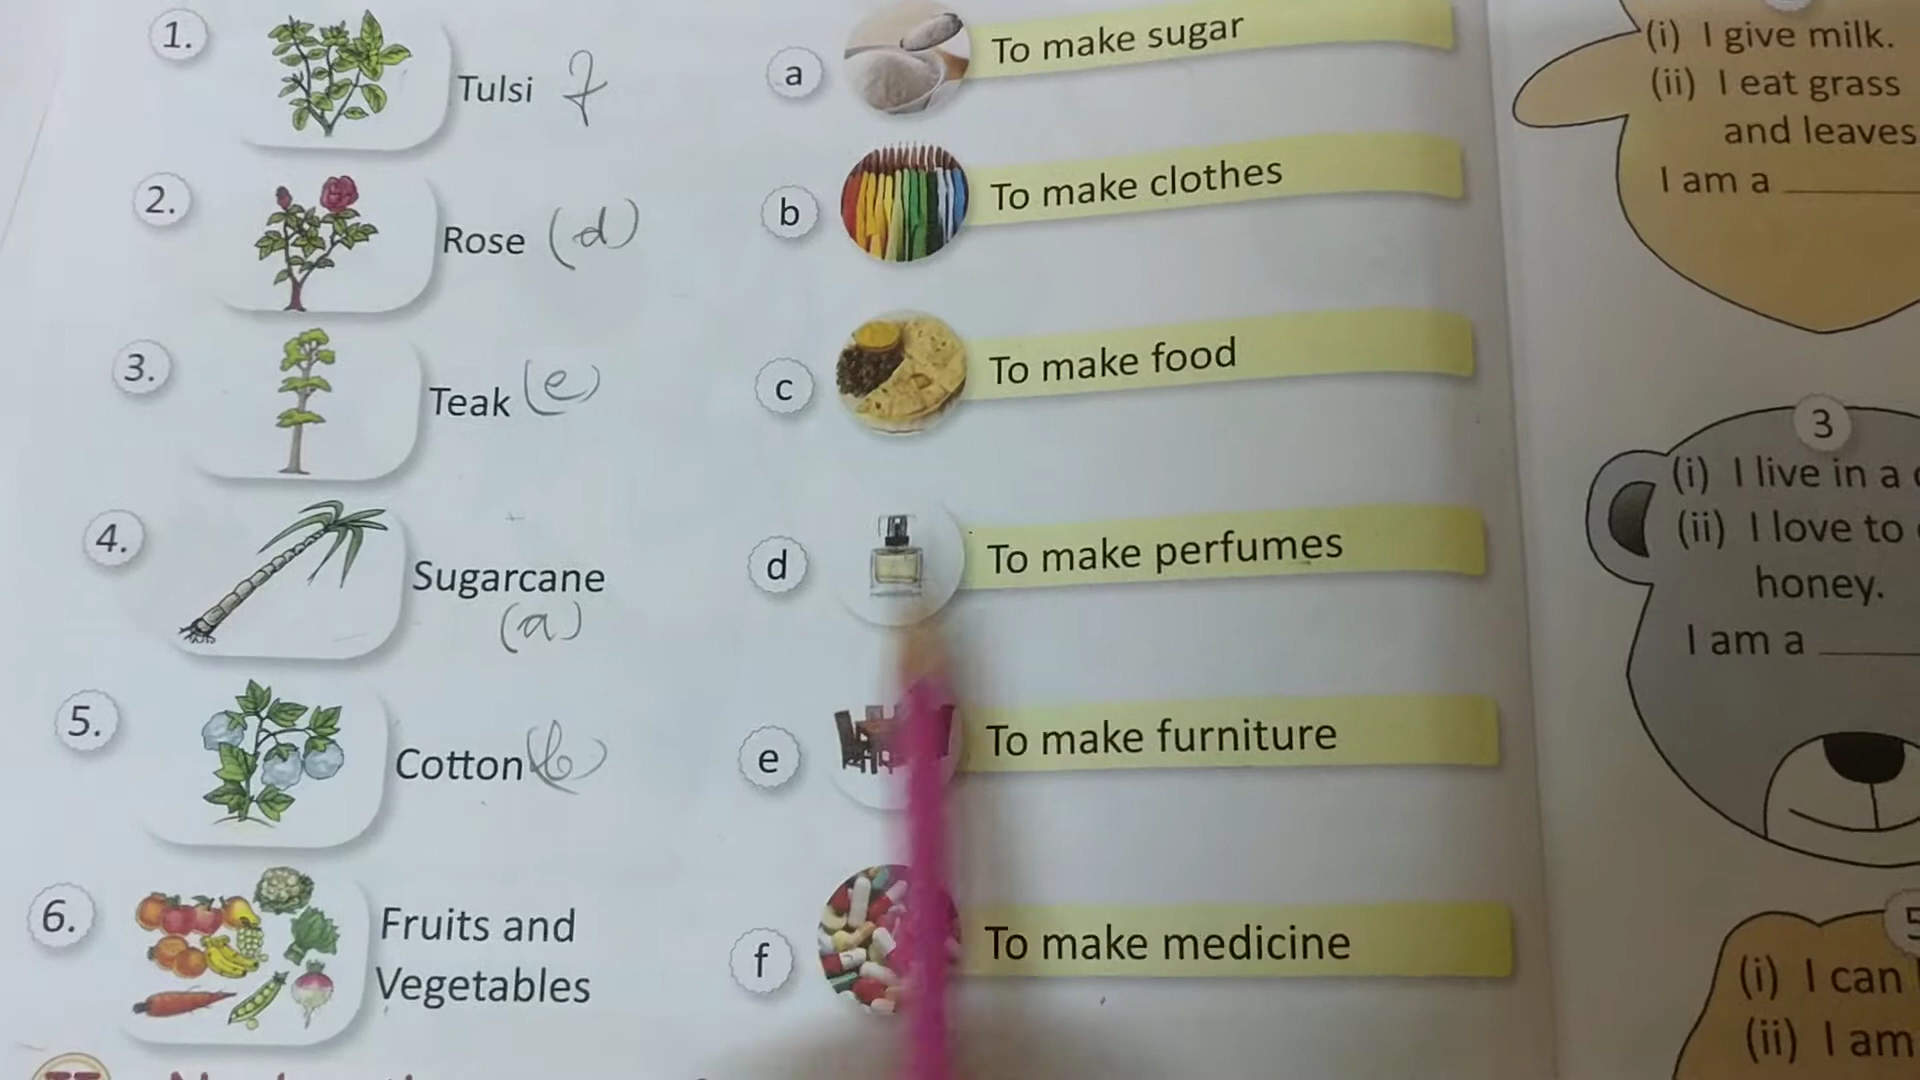 1.
Tulsi f
2.
Rose (d)
3.
Teak (e)
4.
Sugarcane
(a)
5.
Cotton (b)
6.
Fruits and
Vegetables
a To make sugar
b To make clothes
c To make food
d To make perfumes
e To make furniture
f To make medicine
(i) I give milk.
(ii) I eat grass
and leaves
I am a
3
(i) I live in a
(ii) I love to
honey.
I am a
5
(i) I can
(ii) I am